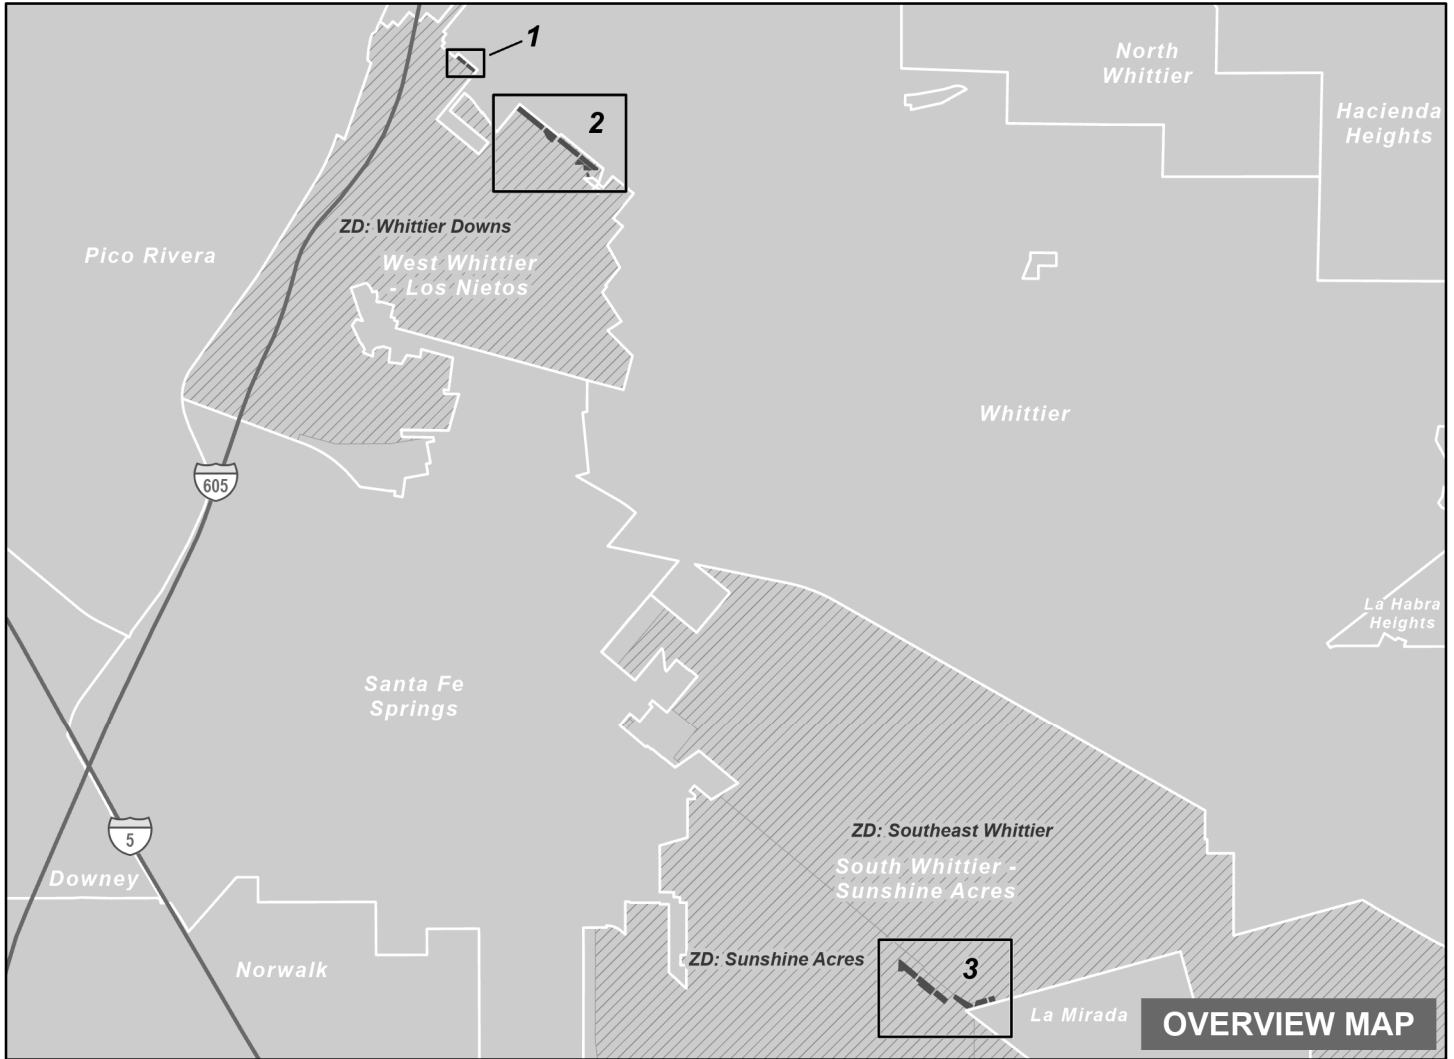 1
North
Whittier
Hacienda
Heights
2
ZD: Whittier Downs
Pico Rivera
West Whittier
- Los Nietos
Whittier
605
La Habra
Heights
Santa Fe
Springs
ZD: Southeast Whittier
5
South Whittier -
Sunshine Acres
Downey
ZD: Sunshine Acres
3
Norwalk
La Mirada
OVERVIEW MAP